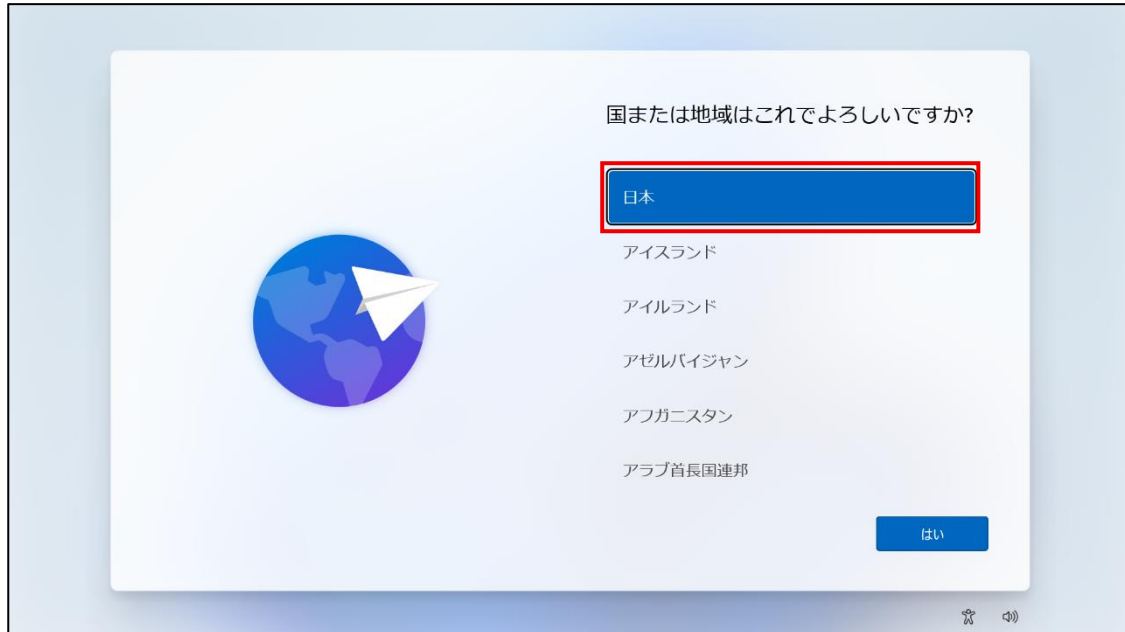 国または地域はこれでよろしいですか?
日本
アイスランド
アイルランド
アゼルバイジャン
アフガニスタン
アラブ首長国連邦
はい